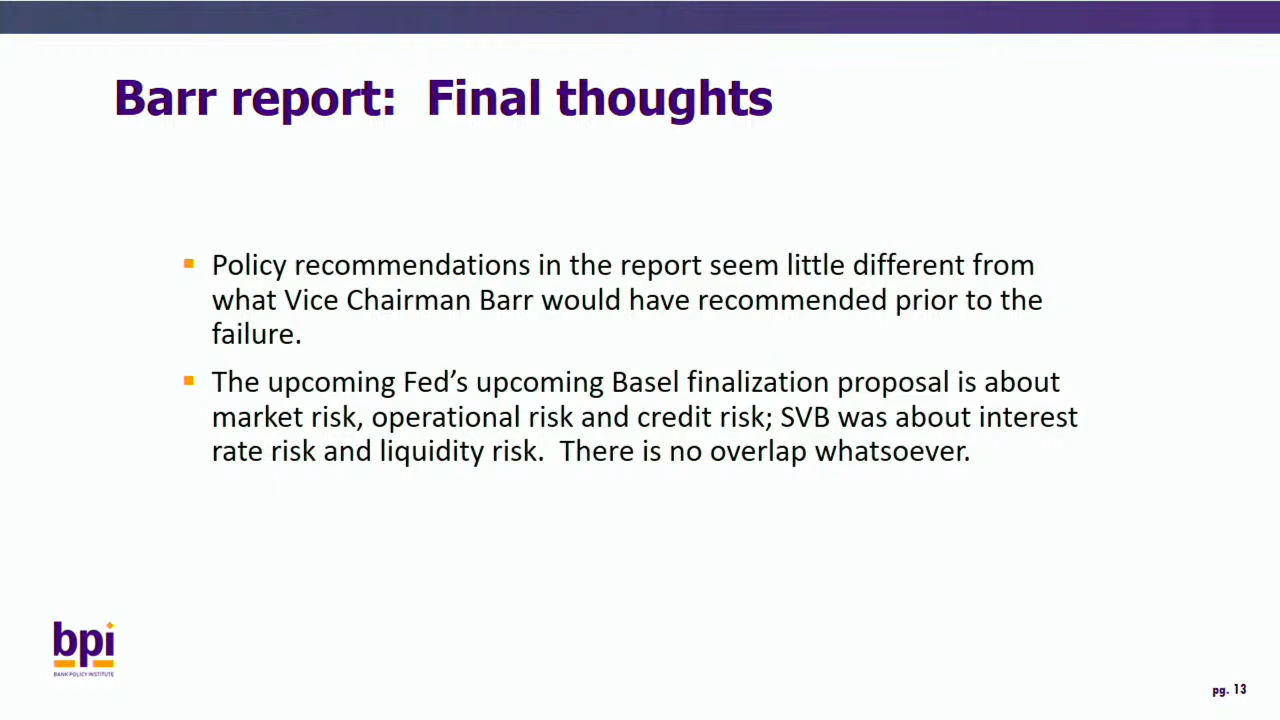 Barr report:  Final thoughts
Policy recommendations in the report seem little different from
what Vice Chairman Barr would have recommended prior to the
failure.
The upcoming Fed’s upcoming Basel finalization proposal is about
market risk, operational risk and credit risk; SVB was about interest
rate risk and liquidity risk.  There is no overlap whatsoever.
bpi
BANK POLICY INSTITUTE
pg. 13